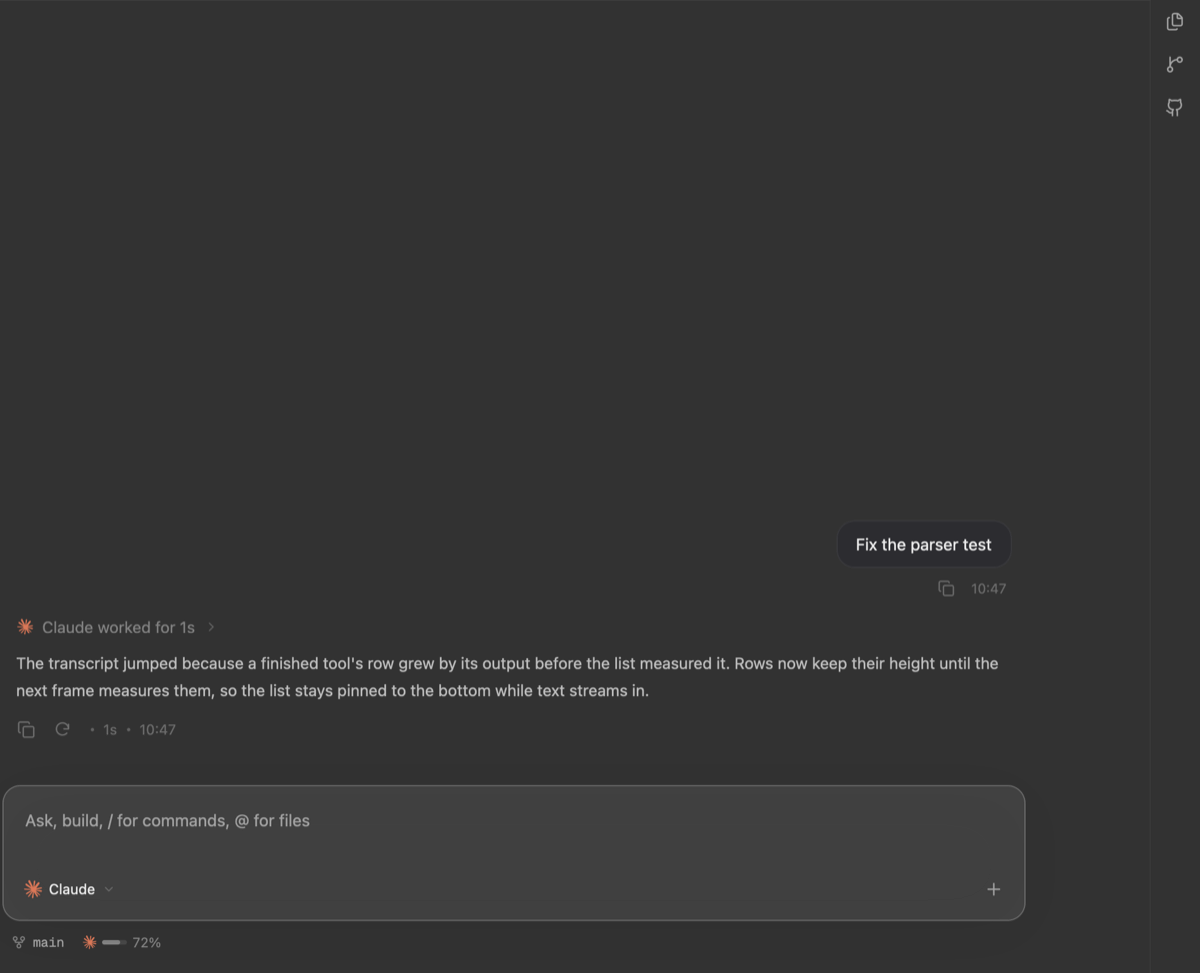 Fix the parser test
10:47
Claude worked for 1s
The transcript jumped because a finished tool's row grew by its output before the list measured it. Rows now keep their height until the
next frame measures them, so the list stays pinned to the bottom while text streams in.
• 1s • 10:47
Ask, build, / for commands, @ for files
Claude
main 72%